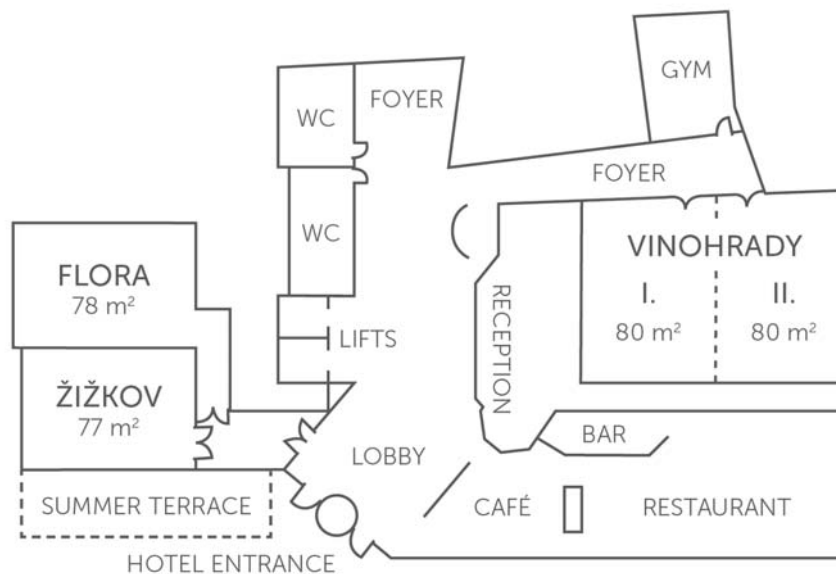 GYM
FOYER
WC
FOYER
WC
VINOHRADY
FLORA
78 m²
I.
II.
80 m²
80 m²
RECEPTION
LIFTS
ŽIŽKOV
77 m²
BAR
LOBBY
SUMMER TERRACE
CAFÉ
RESTAURANT
HOTEL ENTRANCE